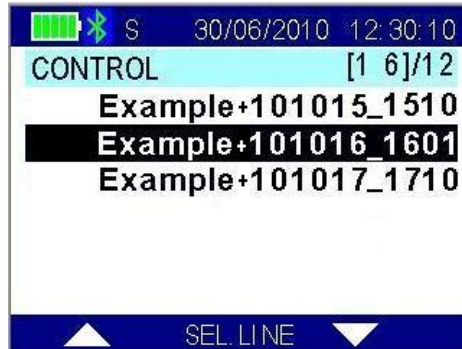 S 30/06/2010 12:30:10
CONTROL [1 6]/12
Example+101015_1510
Example+101016_1601
Example+101017_1710
SEL.LINE